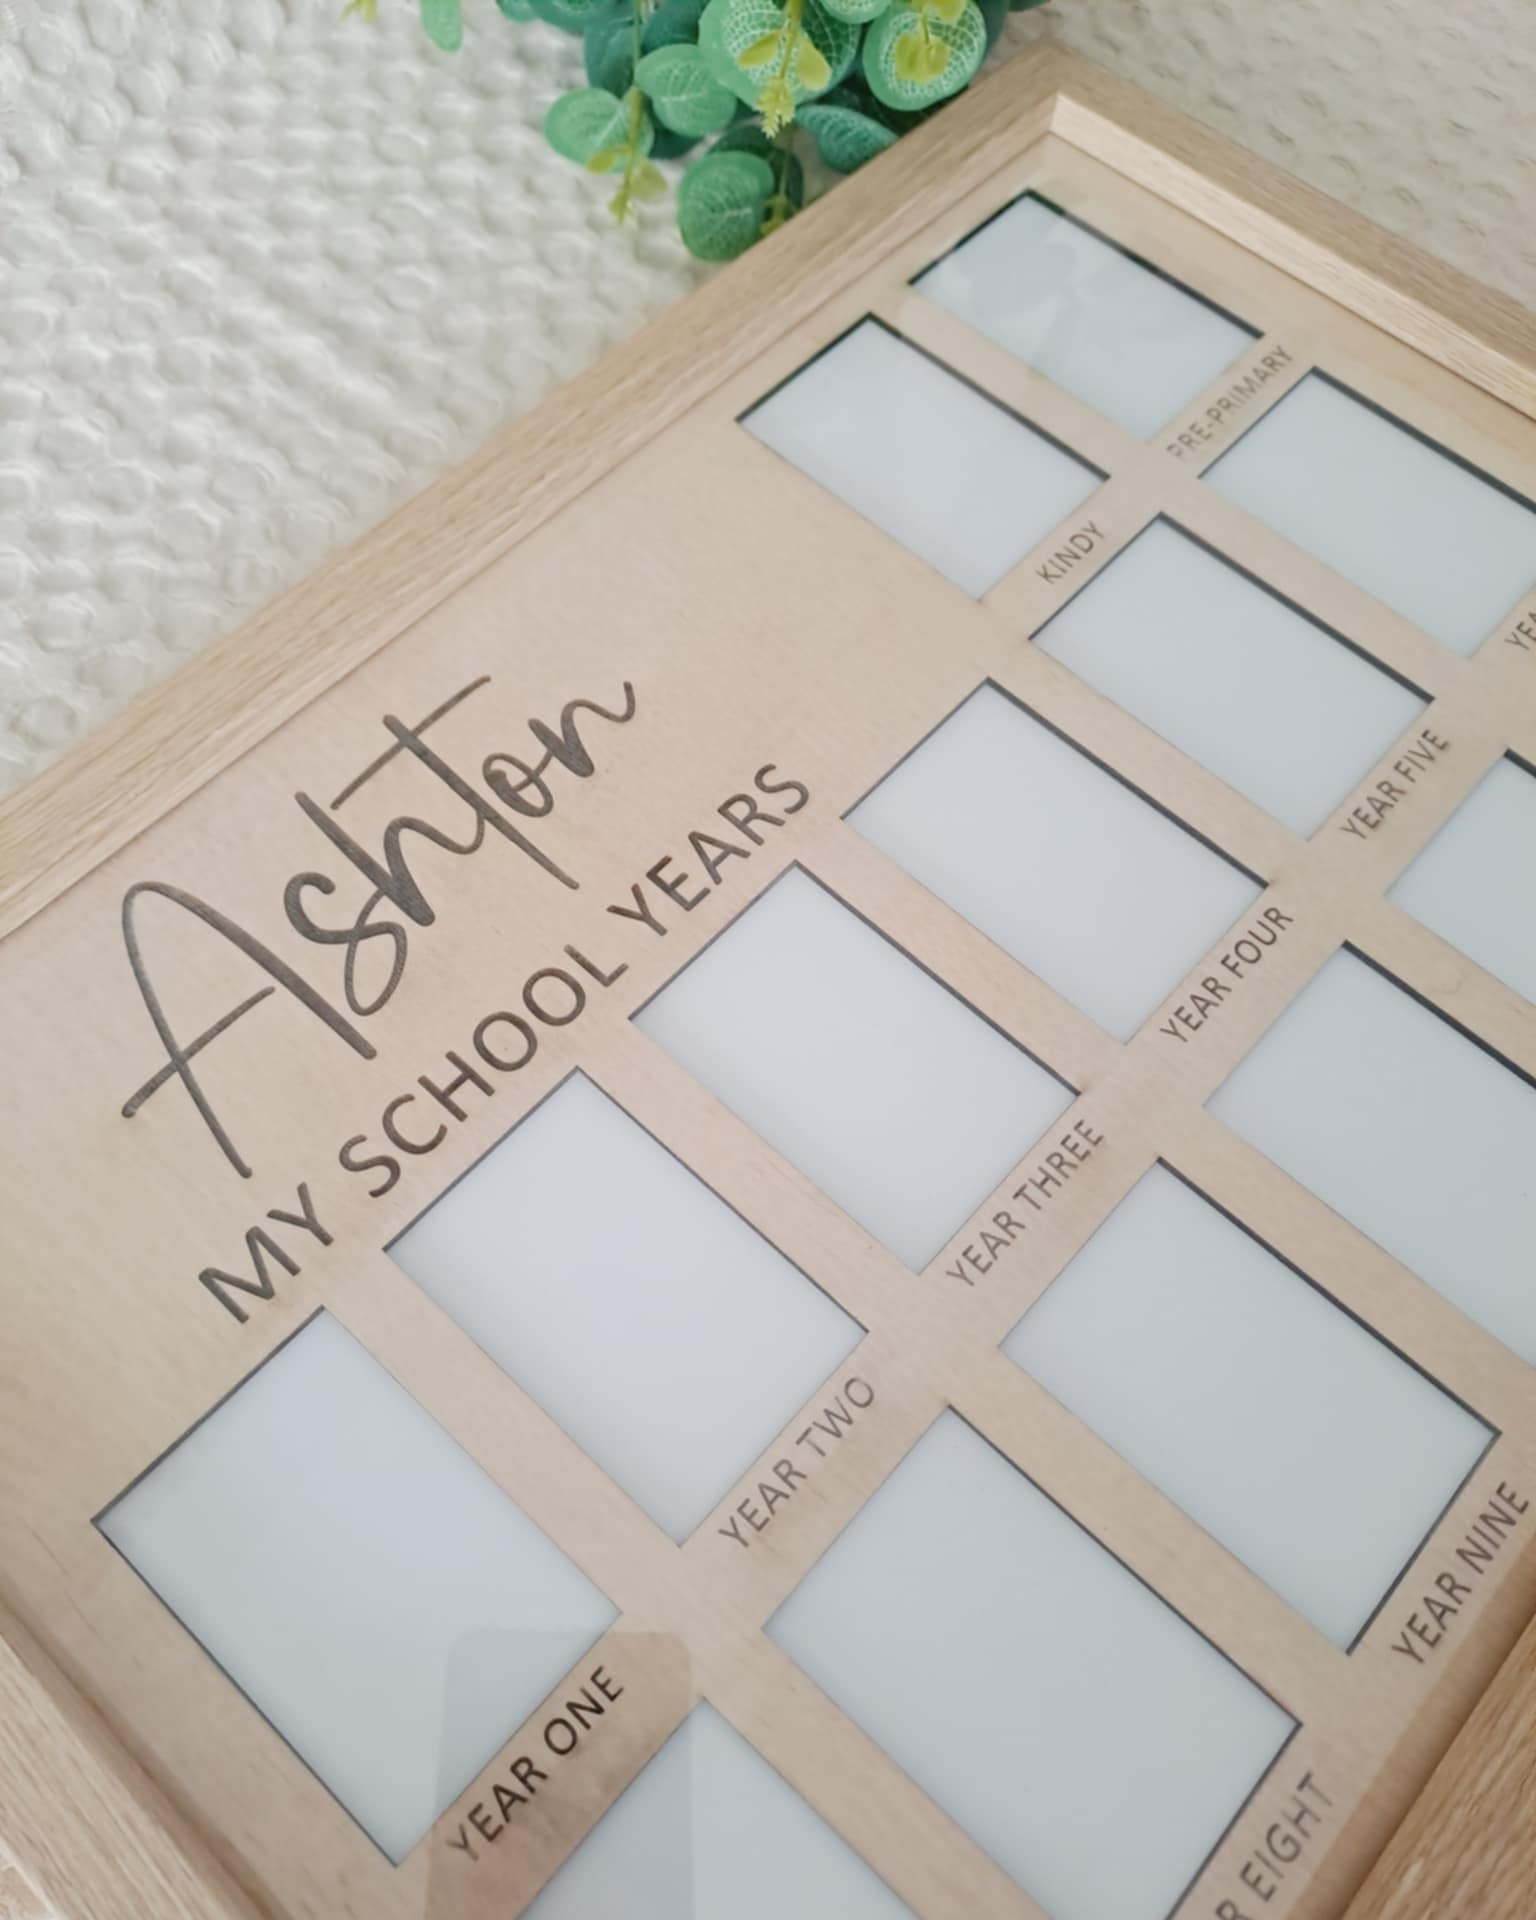 Ashton
MY SCHOOL YEARS
KINDY
PRE-PRIMARY
YEAR ONE
YEAR TWO
YEAR THREE
YEAR FOUR
YEAR FIVE
EIGHT
YEAR NINE